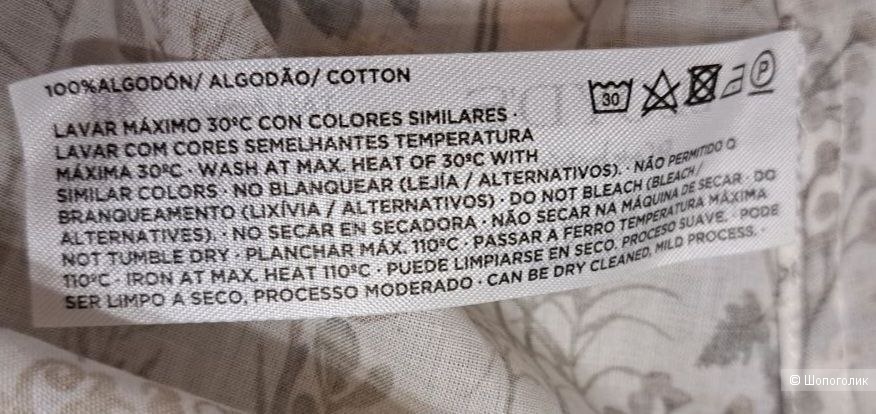 100%ALGODÓN/ ALGODÃO/ COTTON
30
P
LAVAR MÁXIMO 30ºC CON COLORES SIMILARES ·
LAVAR COM CORES SEMELHANTES TEMPERATURA
MÁXIMA 30ºC · WASH AT MAX. HEAT OF 30ºC WITH
SIMILAR COLORS · NO BLANQUEAR (LEJÍA / ALTERNATIVOS). · NÃO PERMITIDO O
BRANQUEAMENTO (LIXÍVIA / ALTERNATIVOS) · DO NOT BLEACH (BLEACH /
ALTERNATIVES). · NO SECAR EN SECADORA · NÃO SECAR NA MÁQUINA DE SECAR · DO
NOT TUMBLE DRY · PLANCHAR MÁX. 110ºC · PASSAR A FERRO TEMPERATURA MÁXIMA
110ºC · IRON AT MAX. HEAT 110ºC · PUEDE LIMPIARSE EN SECO. PROCESO SUAVE. · PODE
SER LIMPO A SECO, PROCESSO MODERADO · CAN BE DRY CLEANED, MILD PROCESS. ·
© Шопоголик